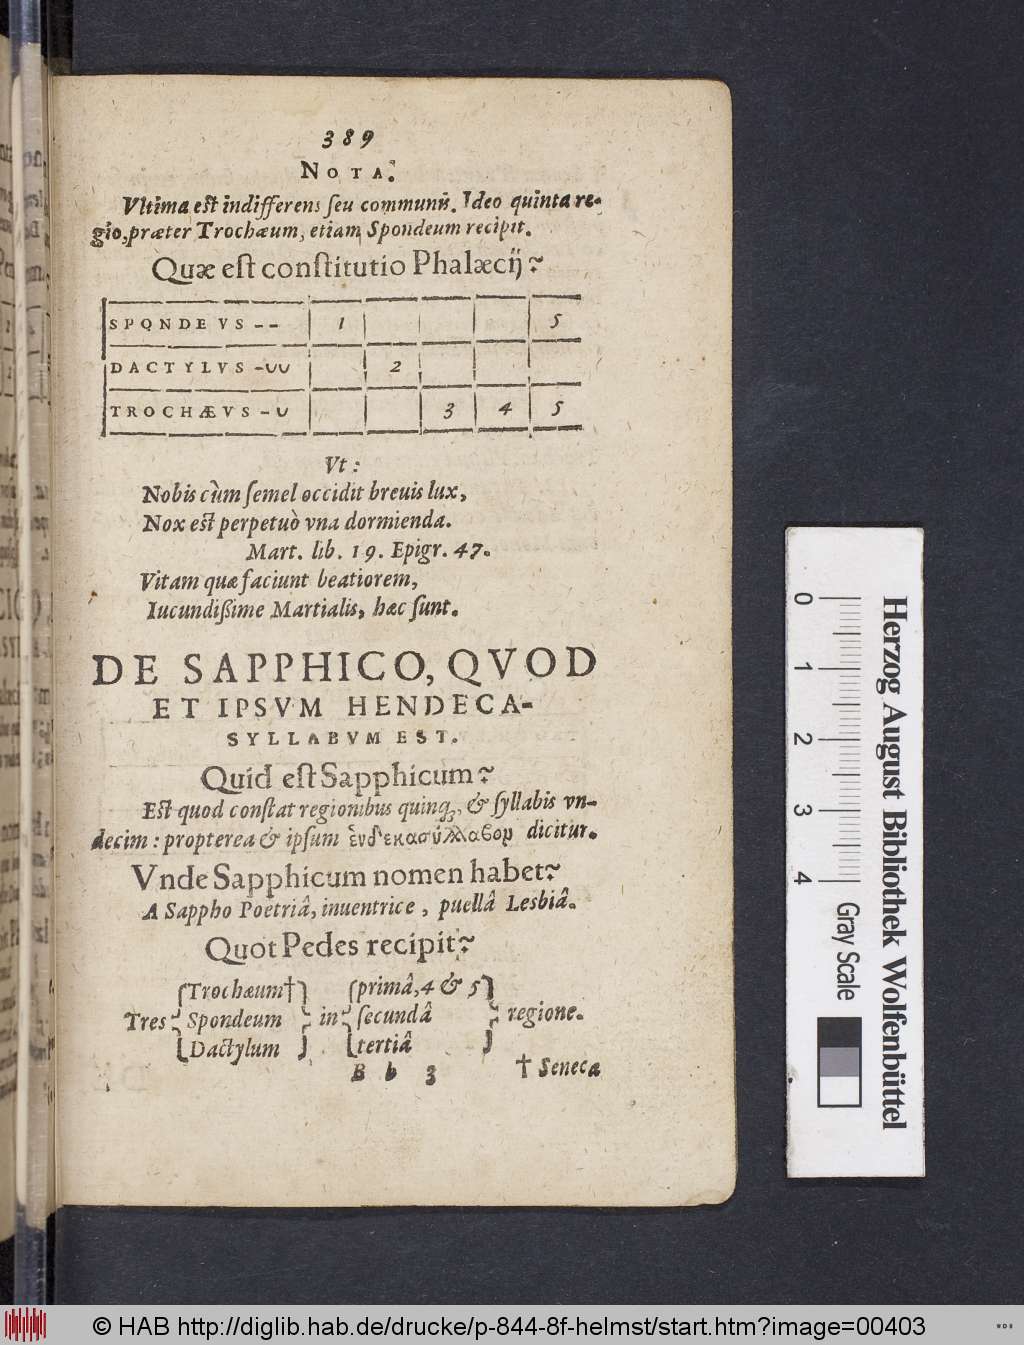 389
NOTA.
Vltima est indifferens seu communis. Ideo quinta re-
gio, præter Trochæum, etiam Spondeum recipit.
Quæ est constitutio Phalæcij?
SPONDEVS -- 1 5
DACTYLVS -∪∪ 2
TROCHÆVS -∪ 3 4 5
Vt:
Nobis cùm semel occidit breuis lux,
Nox est perpetuò vna dormienda.
Mart. lib. 19. Epigr. 47.
Vitam quæ faciunt beatiorem,
Iucundißime Martialis, hæc sunt.
DE SAPPHICO, QVOD
ET IPSVM HENDECA-
SYLLABVM EST.
Quid est Sapphicum?
Est quod constat regionibus quinq;, & syllabis vn-
decim: propterea & ipsum ἑνδεκασύλλαβον dicitur.
Vnde Sapphicum nomen habet?
A Sappho Poëtriâ, inuentrice, puellâ Lesbiâ.
Quot Pedes recipit?
Trochæum† primâ, 4 & 5
Tres Spondeum in secundâ regione.
Dactylum tertiâ
B b 3 † Seneca
Herzog August Bibliothek Wolfenbüttel
0 1 2 3 4 Gray Scale
© HAB http://diglib.hab.de/drucke/p-844-8f-helmst/start.htm?image=00403
WDB